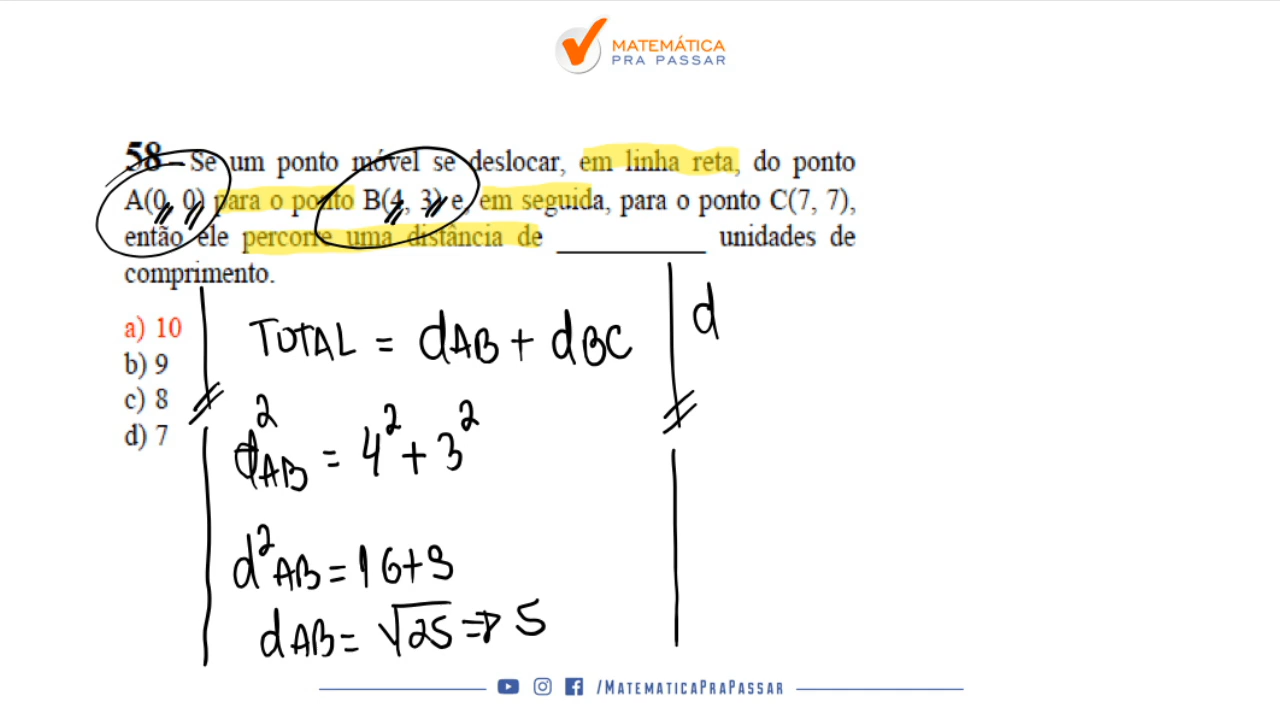 MATEMÁTICA
PRA PASSAR
58 – Se um ponto móvel se deslocar, em linha reta, do ponto
A(0, 0) para o ponto B(4, 3) e, em seguida, para o ponto C(7, 7),
então ele percorre uma distância de __________ unidades de
comprimento.
a) 10
b) 9
c) 8
d) 7
TOTAL = dAB + dBC
d²AB = 4² + 3²
d²AB = 16+9
dAB = √25 => 5
d
/MATEMATICAPRAPASSAR